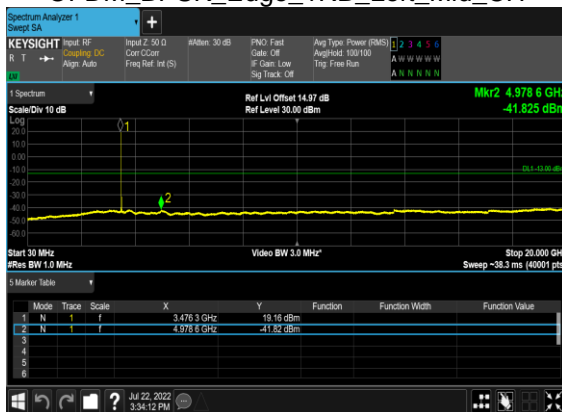 Spectrum Analyzer 1
Swept SA
+
KEYSIGHT Input: RF Input Z: 50 Ω #Atten: 30 dB PNO: Fast Avg Type: Power (RMS) 1 2 3 4 5 6
R T Coupling: DC Corr CCorr Gate: Off Avg|Hold: 100/100 A W W W W W
Align: Auto Freq Ref: Int (S) IF Gain: Low Trig: Free Run
LU Sig Track: Off A N N N N N
1 Spectrum Ref Lvl Offset 14.97 dB Mkr2 4.978 6 GHz
Scale/Div 10 dB Ref Level 30.00 dBm -41.825 dBm
Log
20.0
10.0
0.00
-10.0
-20.0
-30.0
-40.0
-50.0
-60.0
1
2
DL1 -13.00 dBm
Start 30 MHz Video BW 3.0 MHz* Stop 20.000 GHz
#Res BW 1.0 MHz Sweep ~38.3 ms (40001 pts)
5 Marker Table
Mode Trace Scale X Y Function Function Width Function Value
1 N 1 f 3.476 3 GHz 19.16 dBm
2 N 1 f 4.978 6 GHz -41.82 dBm
3
4
5
6
? Jul 22, 2022
3:34:12 PM